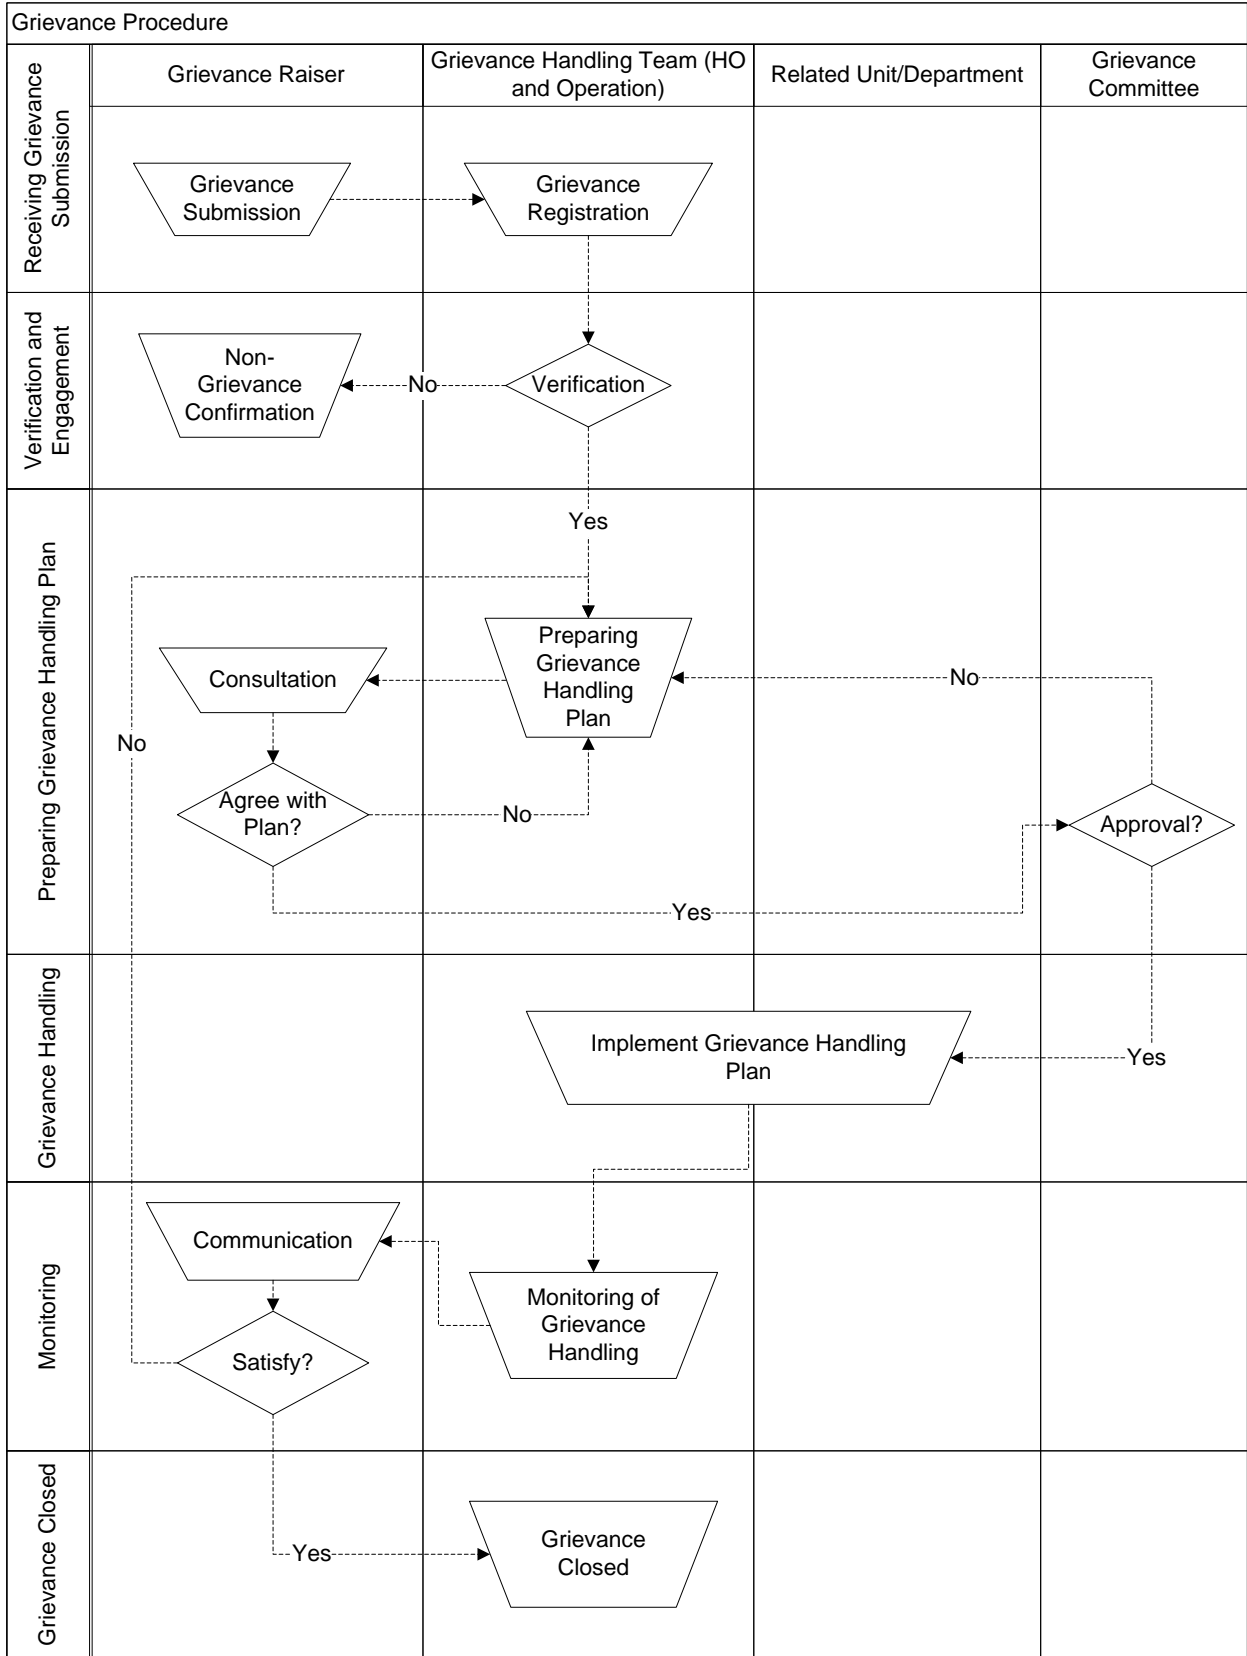 Grievance Procedure
Grievance Raiser
Grievance Handling Team (HO
and Operation)
Related Unit/Department
Grievance
Committee
Receiving Grievance
Submission
Grievance
Submission
Grievance
Registration
Verification and
Engagement
Non-
Grievance
Confirmation
No
Verification
Yes
Preparing Grievance Handling Plan
Preparing
Grievance
Handling
Plan
Consultation
No
No
Agree with
Plan?
No
Approval?
Yes
Grievance Handling
Implement Grievance Handling
Plan
Yes
Monitoring
Communication
Monitoring of
Grievance
Handling
Satisfy?
Grievance Closed
Yes
Grievance
Closed